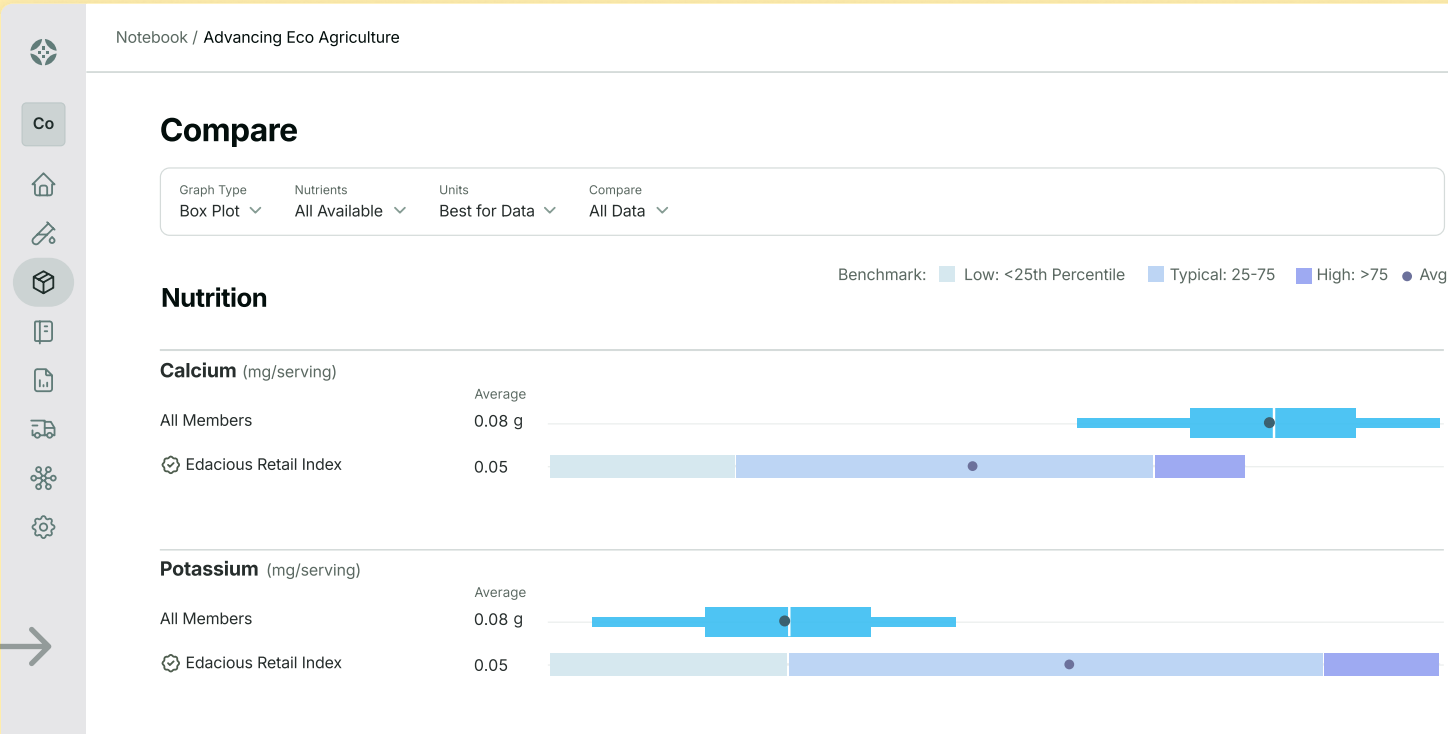 Notebook / Advancing Eco Agriculture
Co
Compare
Graph Type Nutrients Units Compare
Box Plot All Available Best for Data All Data
Benchmark: Low: <25th Percentile Typical: 25-75 High: >75 Avg
Nutrition
Calcium (mg/serving)
Average
All Members 0.08 g
Edacious Retail Index 0.05
Potassium (mg/serving)
Average
All Members 0.08 g
Edacious Retail Index 0.05